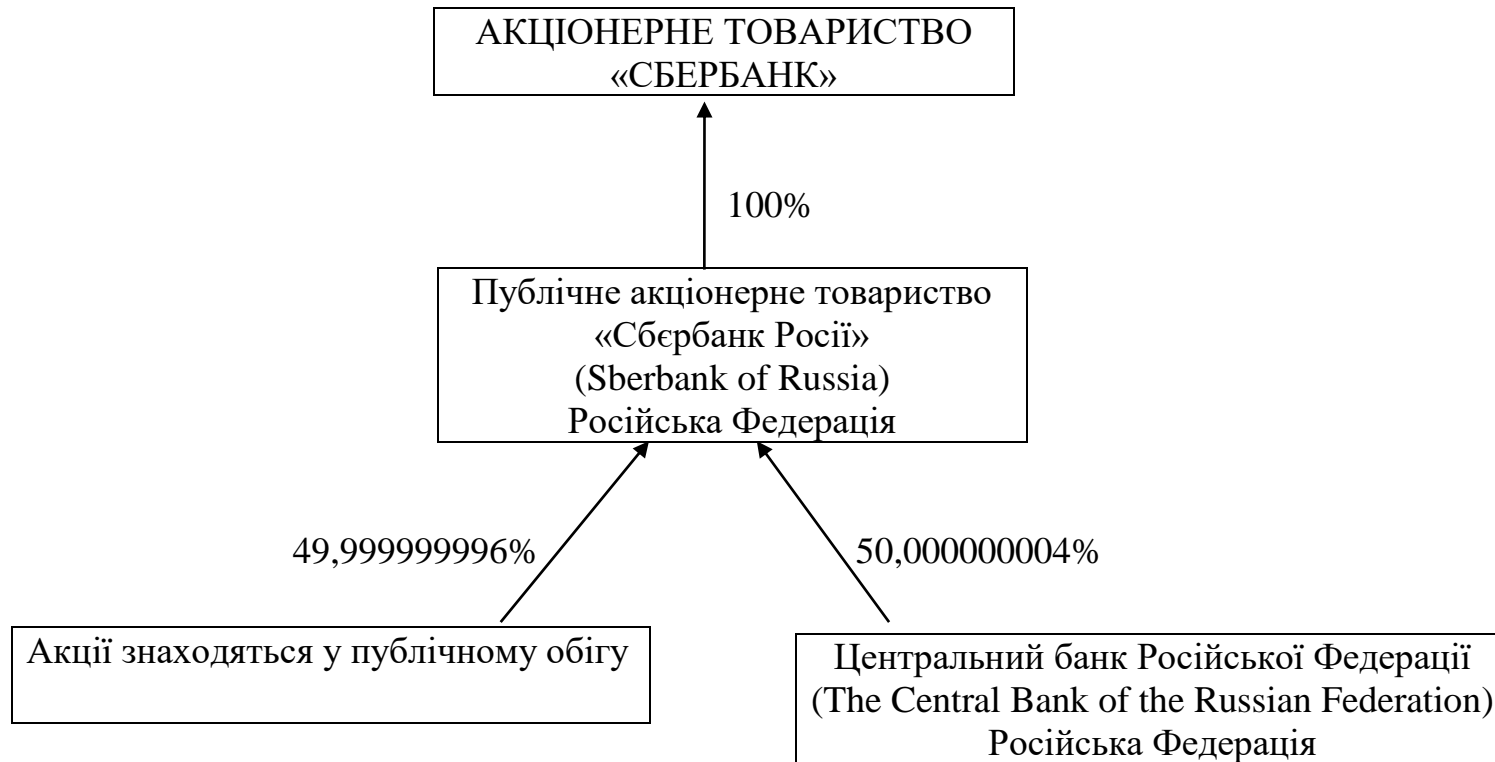 АКЦІОНЕРНЕ ТОВАРИСТВО
«СБЕРБАНК»
100%
Публічне акціонерне товариство
«Сбєрбанк Росії»
(Sberbank of Russia)
Російська Федерація
49,999999996%
50,000000004%
Акції знаходяться у публічному обігу
Центральний банк Російської Федерації
(The Central Bank of the Russian Federation)
Російська Федерація